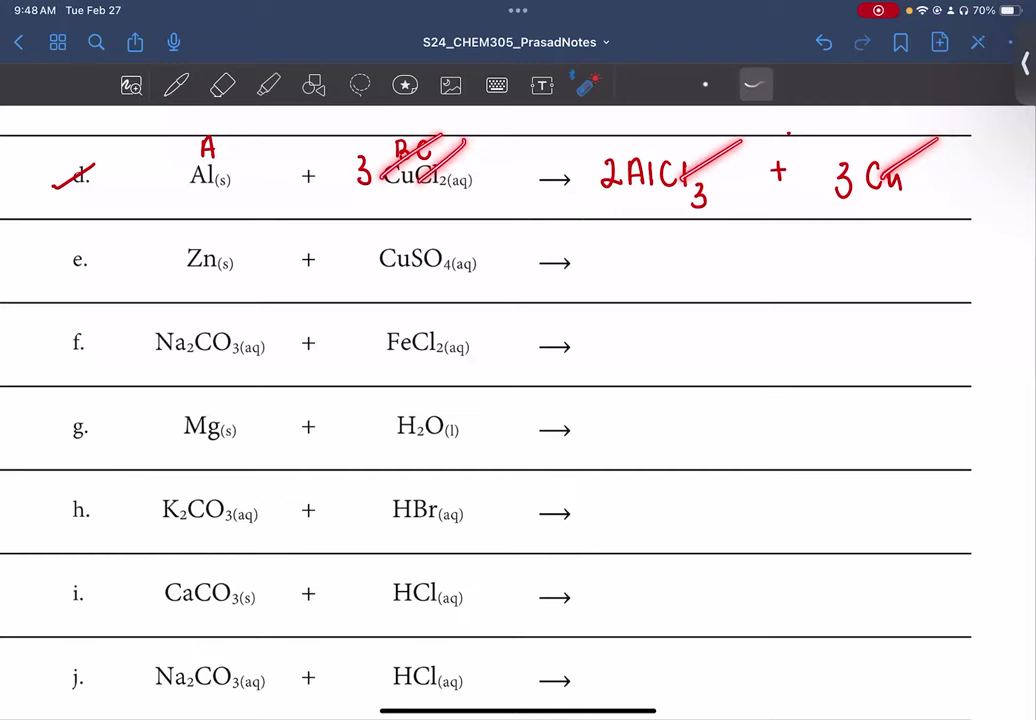 9:48 AM Tue Feb 27 70%
S24_CHEM305_PrasadNotes
A BC
d. Al(s) + 3 CuCl2(aq) ⟶ 2AlCl3 + 3 Cu
e. Zn(s) + CuSO4(aq) ⟶
f. Na2CO3(aq) + FeCl2(aq) ⟶
g. Mg(s) + H2O(l) ⟶
h. K2CO3(aq) + HBr(aq) ⟶
i. CaCO3(s) + HCl(aq) ⟶
j. Na2CO3(aq) + HCl(aq) ⟶